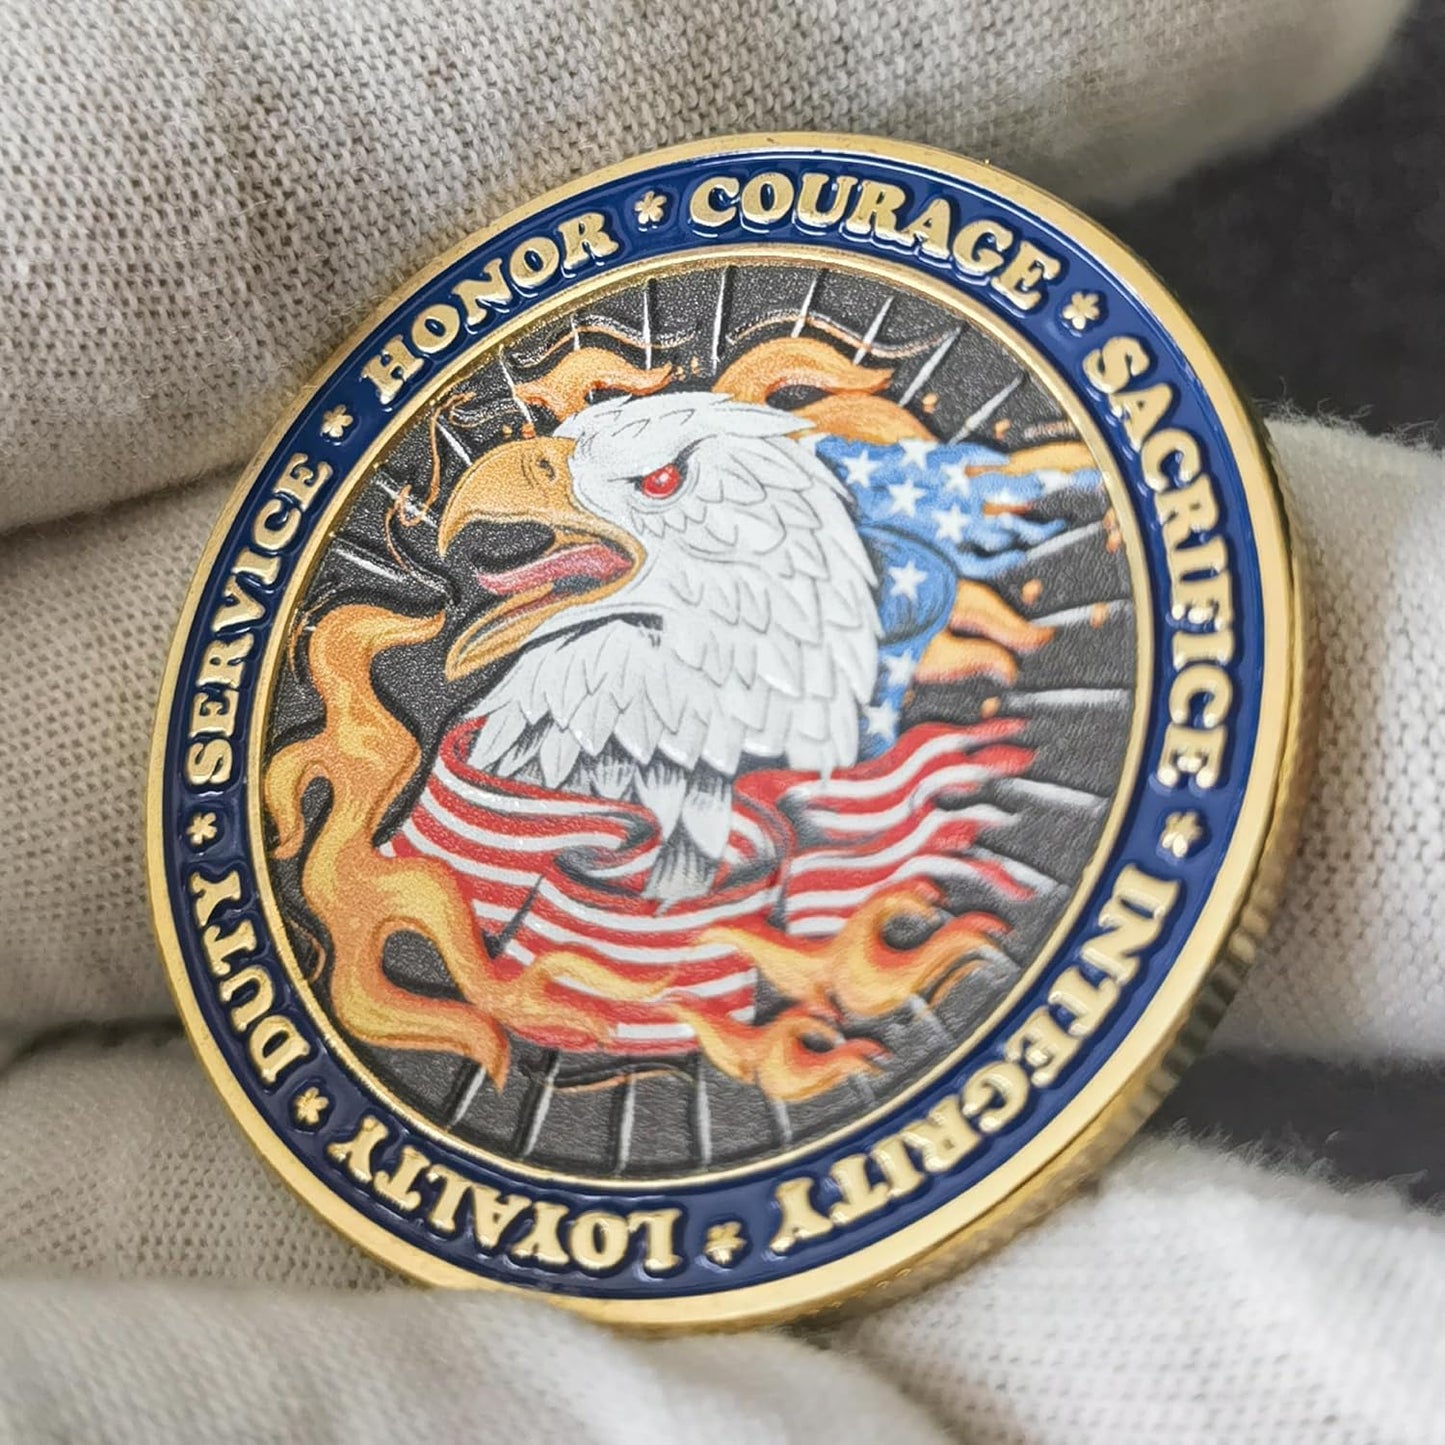 HONOR * COURAGE * SACRIFICE * INTEGRITY * LOYALTY * DUTY * SERVICE *